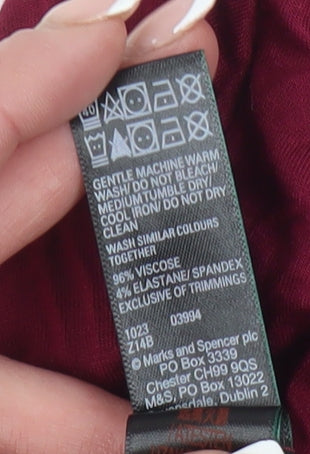 40
GENTLE MACHINE WARM
WASH/ DO NOT BLEACH/
MEDIUM TUMBLE DRY/
COOL IRON/ DO NOT DRY
CLEAN
WASH SIMILAR COLOURS
TOGETHER
96% VISCOSE
4% ELASTANE/ SPANDEX
EXCLUSIVE OF TRIMMINGS
1023 03994
Z14B
© Marks and Spencer plc
PO Box 3339
Chester CH99 9QS
M&S, PO Box 13022
Dublin 2